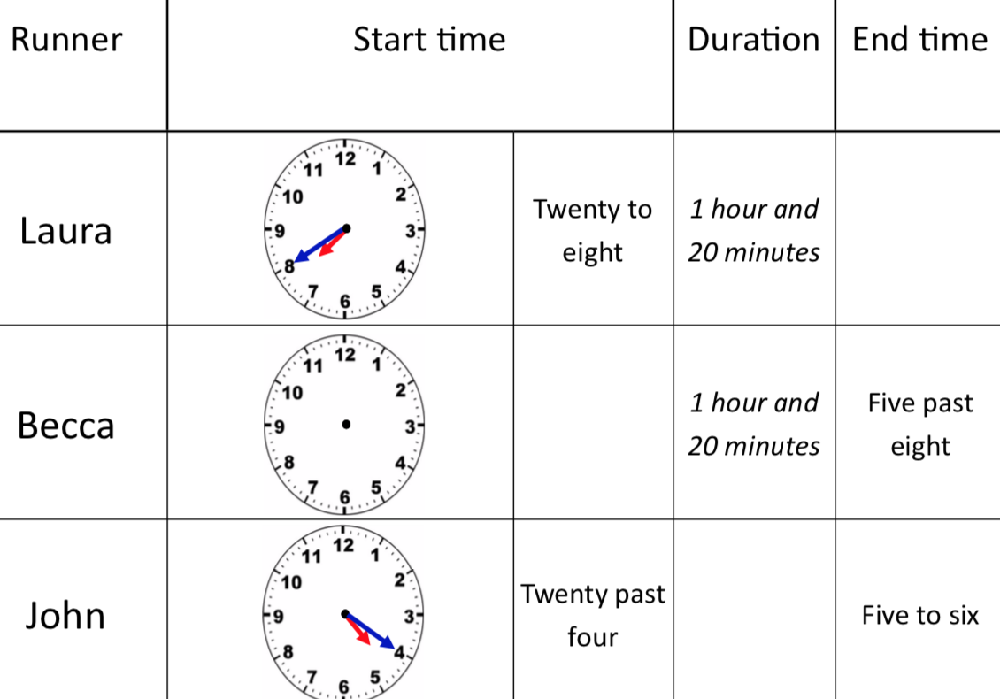 Runner Start time Duration End time
12
11 1
10 2
9 3
8 4
7 5
6
Laura
Twenty to
eight
1 hour and
20 minutes
12
11 1
10 2
9 3
8 4
7 5
6
Becca
1 hour and
20 minutes
Five past
eight
12
11 1
10 2
9 3
8 4
7 5
6
John
Twenty past
four
Five to six